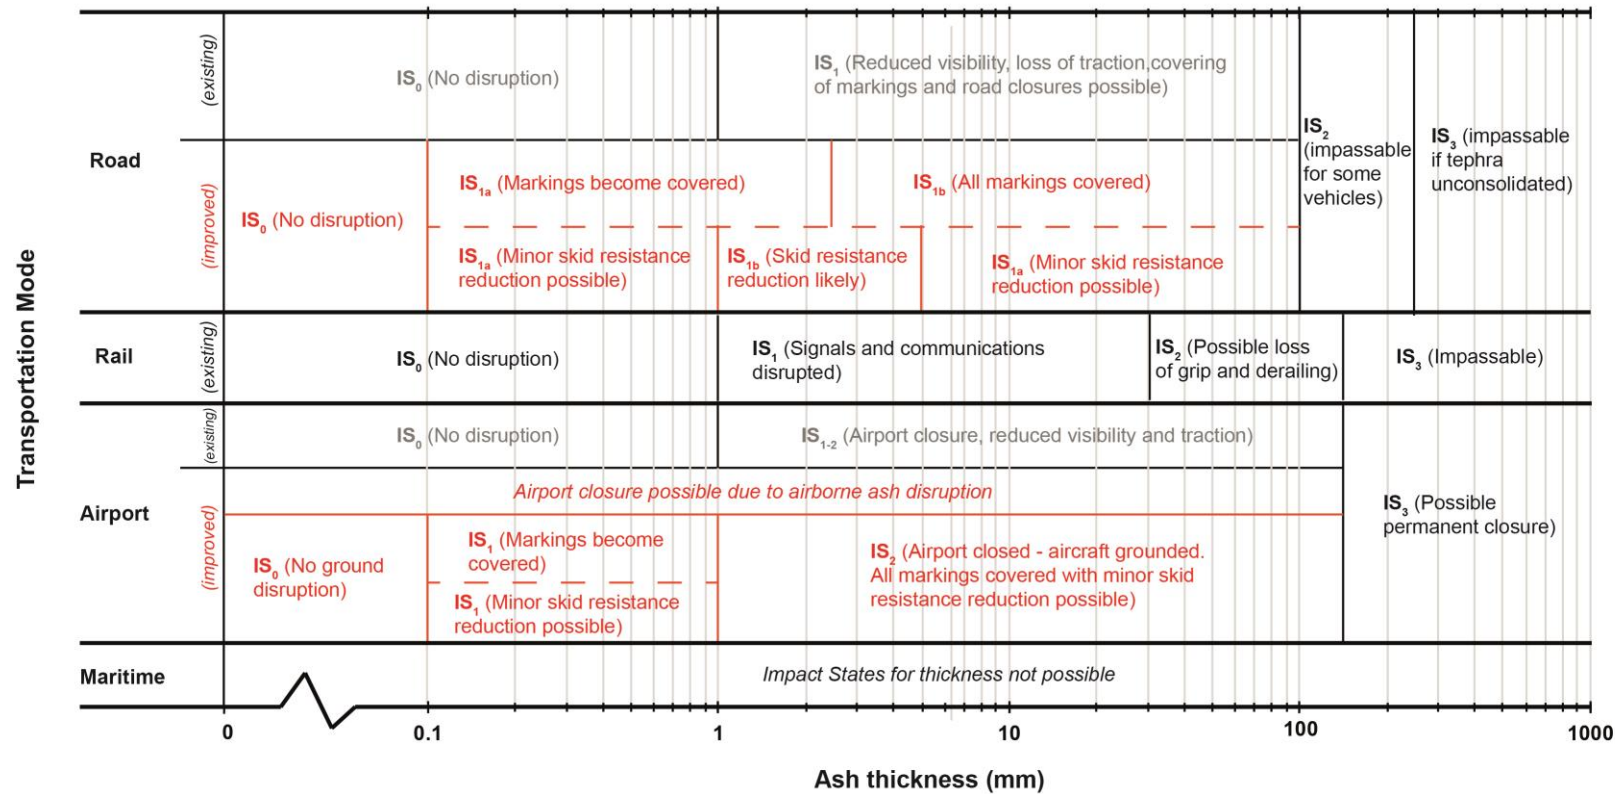 Transportation Mode
Road
(existing)
IS0 (No disruption)
IS1 (Reduced visibility, loss of traction,covering
of markings and road closures possible)
IS2
(impassable
for some
vehicles)
IS3 (impassable
if tephra
unconsolidated)
(improved)
IS0 (No disruption)
IS1a (Markings become covered)
IS1b (All markings covered)
IS1a (Minor skid resistance
reduction possible)
IS1b (Skid resistance
reduction likely)
IS1a (Minor skid resistance
reduction possible)
Rail
(existing)
IS0 (No disruption)
IS1 (Signals and communications
disrupted)
IS2 (Possible loss
of grip and derailing)
IS3 (Impassable)
Airport
(existing)
IS0 (No disruption)
IS1-2 (Airport closure, reduced visibility and traction)
IS3 (Possible
permanent closure)
(improved)
Airport closure possible due to airborne ash disruption
IS0 (No ground
disruption)
IS1 (Markings become
covered)
IS1 (Minor skid resistance
reduction possible)
IS2 (Airport closed - aircraft grounded.
All markings covered with minor skid
resistance reduction possible)
Maritime
Impact States for thickness not possible
0 0.1 1 10 100 1000
Ash thickness (mm)